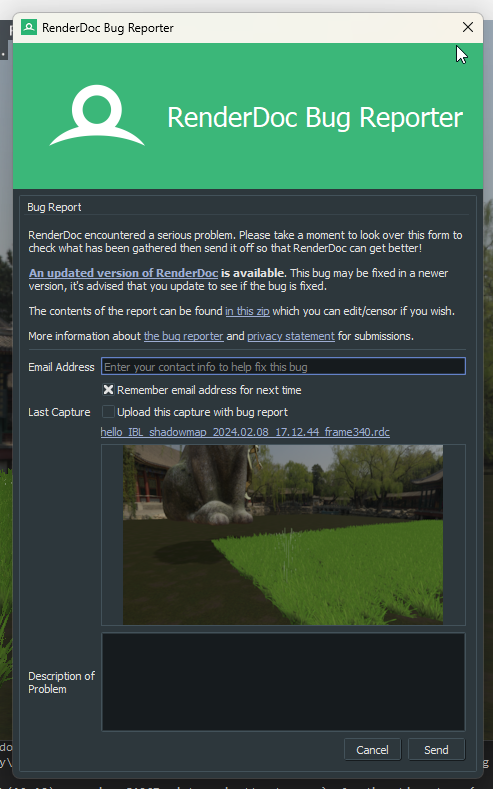 RenderDoc Bug Reporter
RenderDoc Bug Reporter
Bug Report
RenderDoc encountered a serious problem. Please take a moment to look over this form to
check what has been gathered then send it off so that RenderDoc can get better!
An updated version of RenderDoc is available. This bug may be fixed in a newer
version, it's advised that you update to see if the bug is fixed.
The contents of the report can be found in this zip which you can edit/censor if you wish.
More information about the bug reporter and privacy statement for submissions.
Email Address Enter your contact info to help fix this bug
Remember email address for next time
Last Capture Upload this capture with bug report
hello_IBL_shadowmap_2024.02.08_17.12.44_frame340.rdc
Description of
Problem
Cancel Send